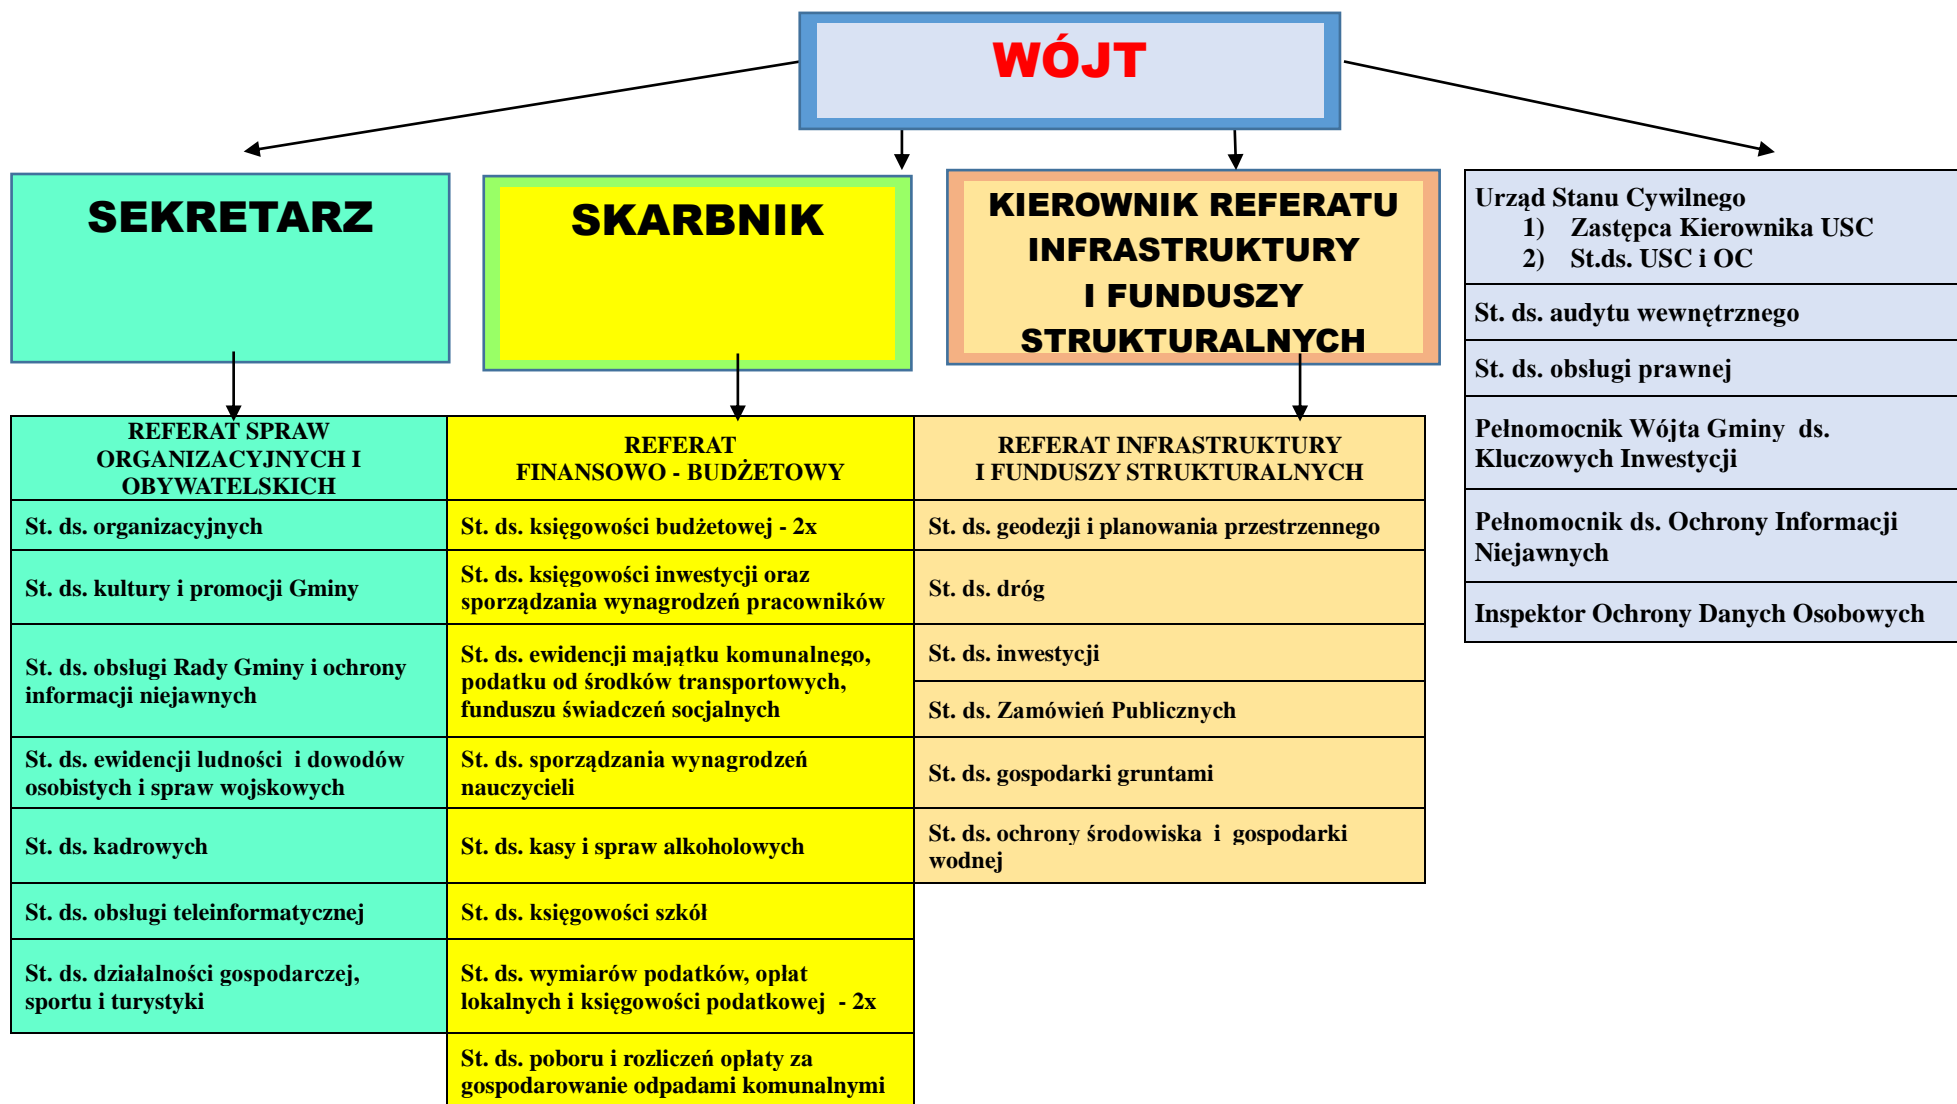 WÓJT
SEKRETARZ
SKARBNIK
KIEROWNIK REFERATU
INFRASTRUKTURY
I FUNDUSZY
STRUKTURALNYCH
Urząd Stanu Cywilnego
1) Zastępca Kierownika USC
2) St.ds. USC i OC
St. ds. audytu wewnętrznego
St. ds. obsługi prawnej
Pełnomocnik Wójta Gminy ds.
Kluczowych Inwestycji
Pełnomocnik ds. Ochrony Informacji
Niejawnych
Inspektor Ochrony Danych Osobowych
REFERAT SPRAW
ORGANIZACYJNYCH I
OBYWATELSKICH
St. ds. organizacyjnych
St. ds. kultury i promocji Gminy
St. ds. obsługi Rady Gminy i ochrony
informacji niejawnych
St. ds. ewidencji ludności i dowodów
osobistych i spraw wojskowych
St. ds. kadrowych
St. ds. obsługi teleinformatycznej
St. ds. działalności gospodarczej,
sportu i turystyki
REFERAT
FINANSOWO - BUDŻETOWY
St. ds. księgowości budżetowej - 2x
St. ds. księgowości inwestycji oraz
sporządzania wynagrodzeń pracowników
St. ds. ewidencji majątku komunalnego,
podatku od środków transportowych,
funduszu świadczeń socjalnych
St. ds. sporządzania wynagrodzeń
nauczycieli
St. ds. kasy i spraw alkoholowych
St. ds. księgowości szkół
St. ds. wymiarów podatków, opłat
lokalnych i księgowości podatkowej - 2x
St. ds. poboru i rozliczeń opłaty za
gospodarowanie odpadami komunalnymi
REFERAT INFRASTRUKTURY
I FUNDUSZY STRUKTURALNYCH
St. ds. geodezji i planowania przestrzennego
St. ds. dróg
St. ds. inwestycji
St. ds. Zamówień Publicznych
St. ds. gospodarki gruntami
St. ds. ochrony środowiska i gospodarki
wodnej